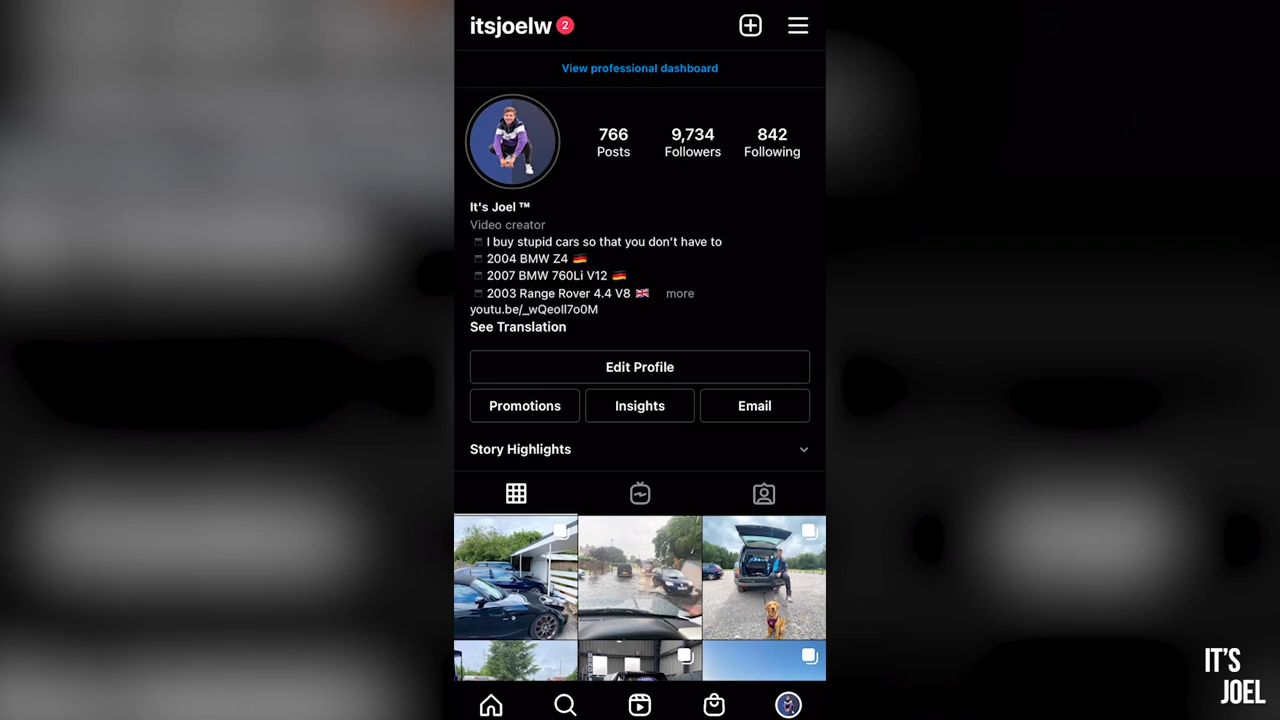 itsjoelw 2
View professional dashboard
766 9,734 842
Posts Followers Following
It's Joel ™
Video creator
I buy stupid cars so that you don’t have to
2004 BMW Z4 🇩🇪
2007 BMW 760Li V12 🇩🇪
2003 Range Rover 4.4 V8 🇬🇧 more
youtu.be/_wQeoII7o0M
See Translation
Edit Profile
Promotions Insights Email
Story Highlights
IT'S
JOEL